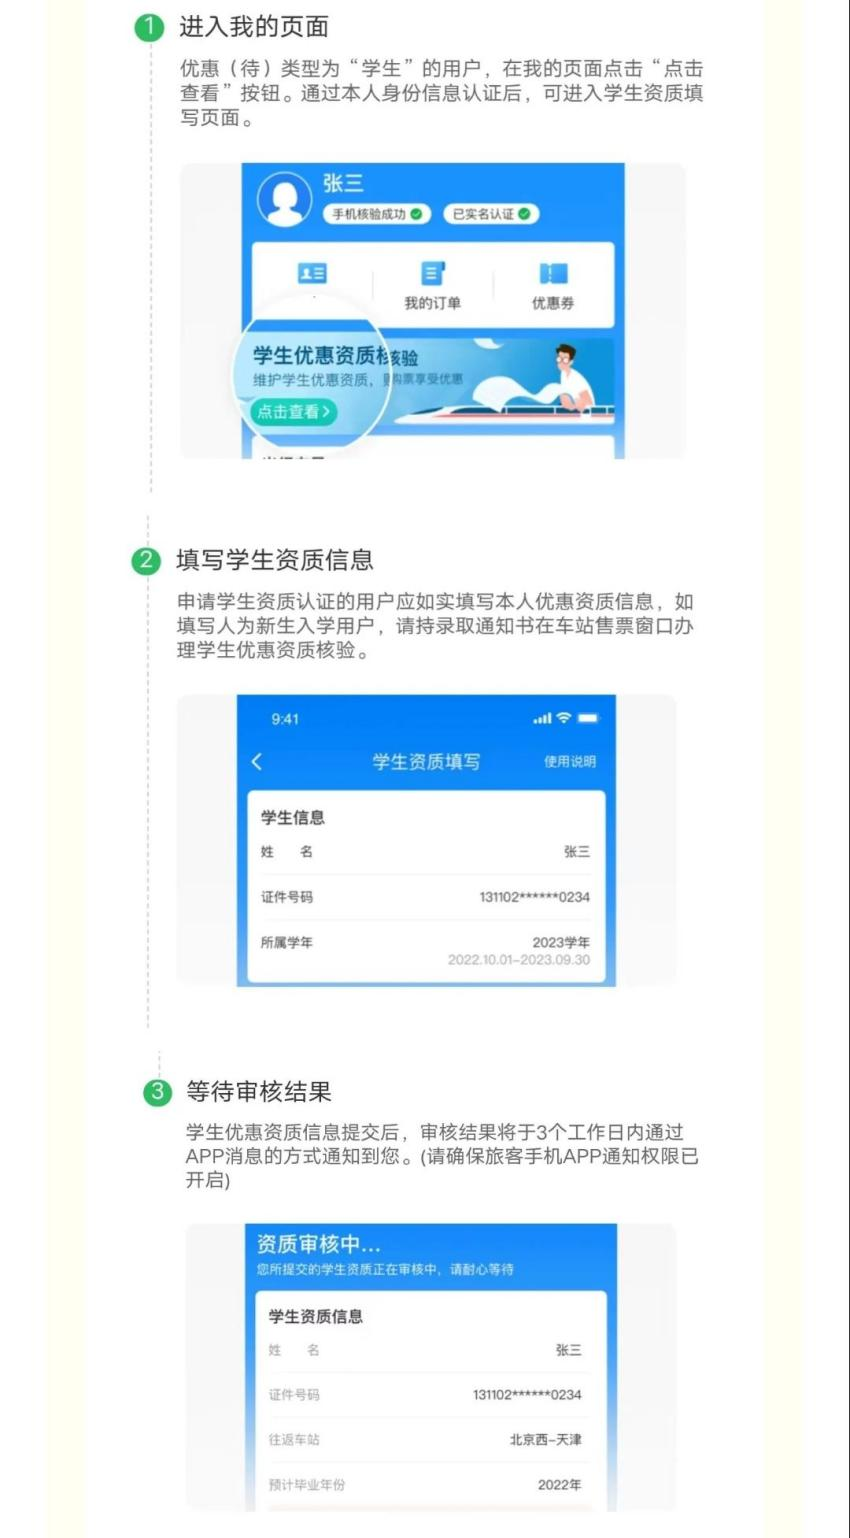 1 进入我的页面
优惠（待）类型为“学生”的用户，在我的页面点击“点击
查看”按钮。通过本人身份信息认证后，可进入学生资质填
写页面。
张三
手机核验成功 已实名认证
我的订单 优惠券
学生优惠资质核验
维护学生优惠资质，购票享受优惠
点击查看>
2 填写学生资质信息
申请学生资质认证的用户应如实填写本人优惠资质信息，如
填写人为新生入学用户，请持录取通知书在车站售票窗口办
理学生优惠资质核验。
9:41
学生资质填写 使用说明
学生信息
姓 名 张三
证件号码 131102******0234
所属学年 2023学年
2022.10.01-2023.09.30
3 等待审核结果
学生优惠资质信息提交后，审核结果将于3个工作日内通过
APP消息的方式通知到您。(请确保旅客手机APP通知权限已
开启)
资质审核中...
您所提交的学生资质正在审核中，请耐心等待
学生资质信息
姓 名 张三
证件号码 131102******0234
往返车站 北京西-天津
预计毕业年份 2022年